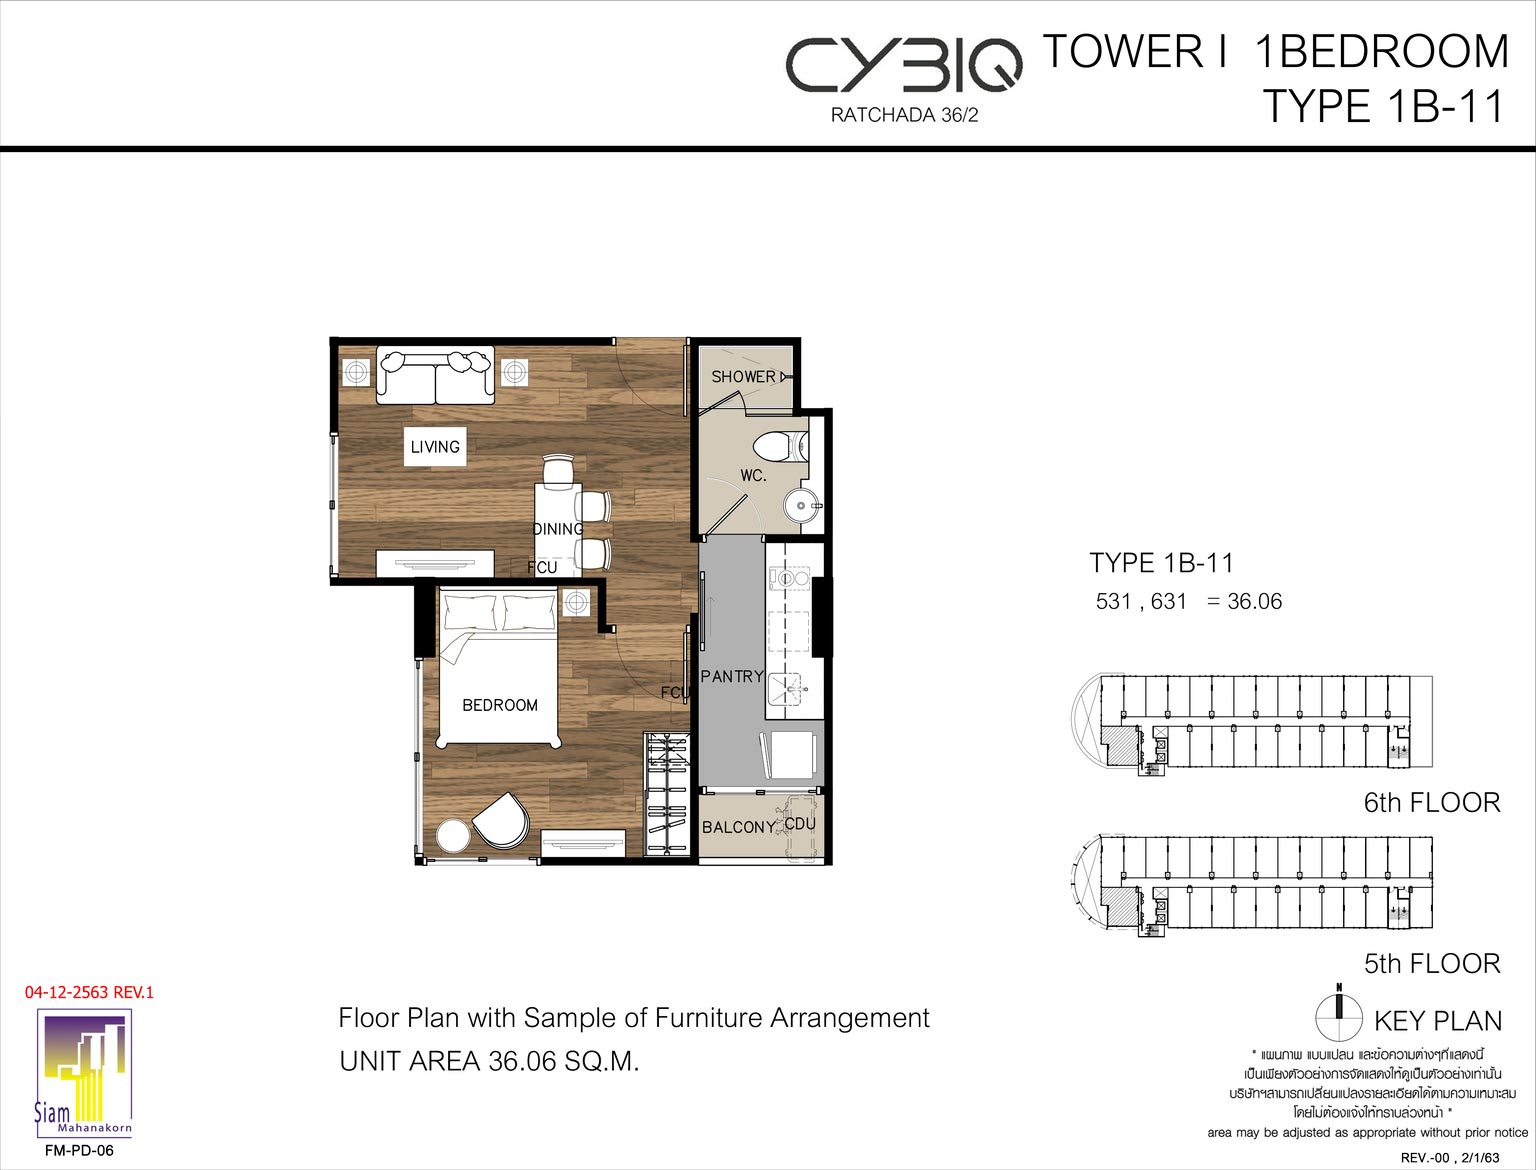 CYBIQ
RATCHADA 36/2
TOWER I 1BEDROOM
TYPE 1B-11
SHOWER
LIVING
WC.
DINING
FCU
PANTRY
FCU
BEDROOM
BALCONY
CDU
TYPE 1B-11
531 , 631 = 36.06
6th FLOOR
5th FLOOR
N
KEY PLAN
Floor Plan with Sample of Furniture Arrangement
UNIT AREA 36.06 SQ.M.
04-12-2563 REV.1
Siam
Mahanakorn
FM-PD-06
* แผนภาพ แบบแปลน และข้อความต่างๆที่แสดงนี้
เป็นเพียงตัวอย่างการจัดแสดงให้ดูเป็นตัวอย่างเท่านั้น
บริษัทฯสามารถเปลี่ยนแปลงรายละเอียดได้ตามความเหมาะสม
โดยไม่ต้องแจ้งให้ทราบล่วงหน้า *
area may be adjusted as appropriate without prior notice
REV.-00 , 2/1/63